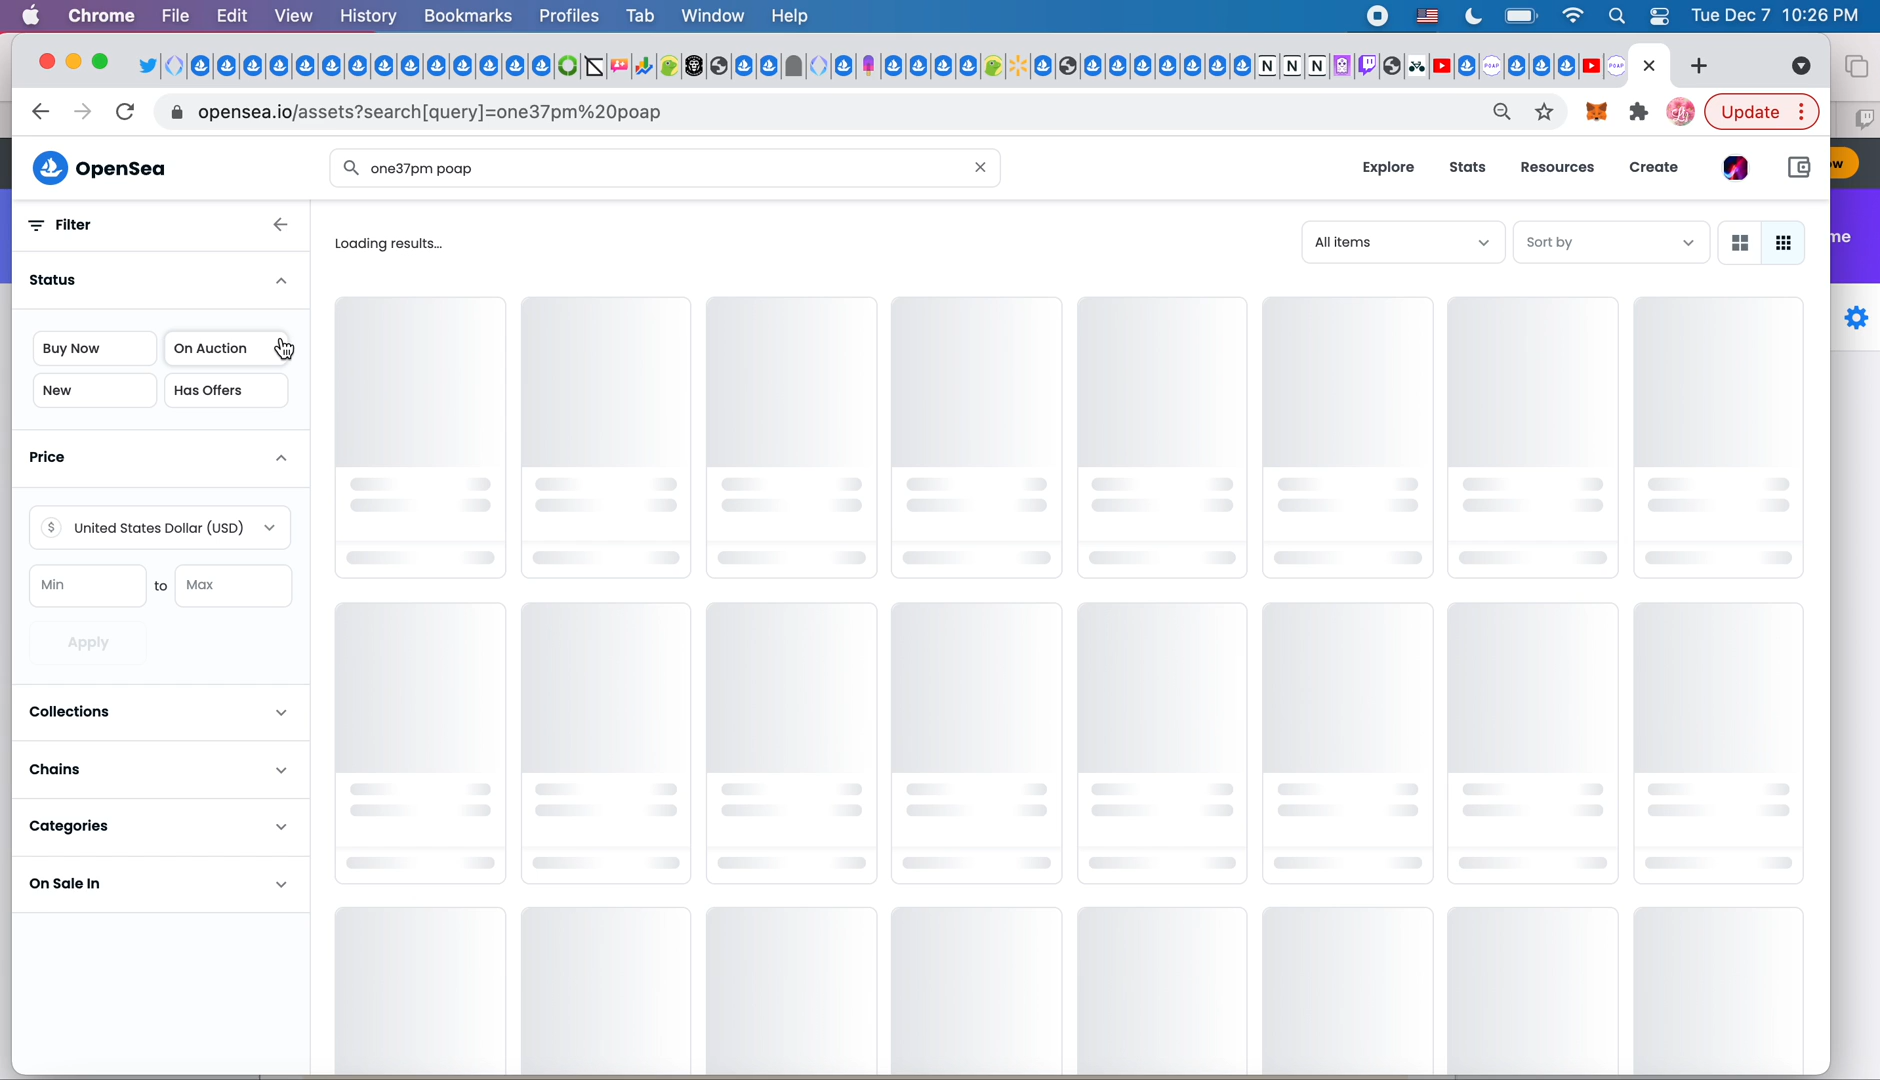 Chrome File Edit View History Bookmarks Profiles Tab Window Help Tue Dec 7 10:26 PM
opensea.io/assets?search[query]=one37pm%20poap Update
OpenSea one37pm poap Explore Stats Resources Create
Filter
Loading results...
All items Sort by
me
Status
Buy Now On Auction
New Has Offers
Price
$ United States Dollar (USD)
Min to Max
Apply
Collections
Chains
Categories
On Sale In